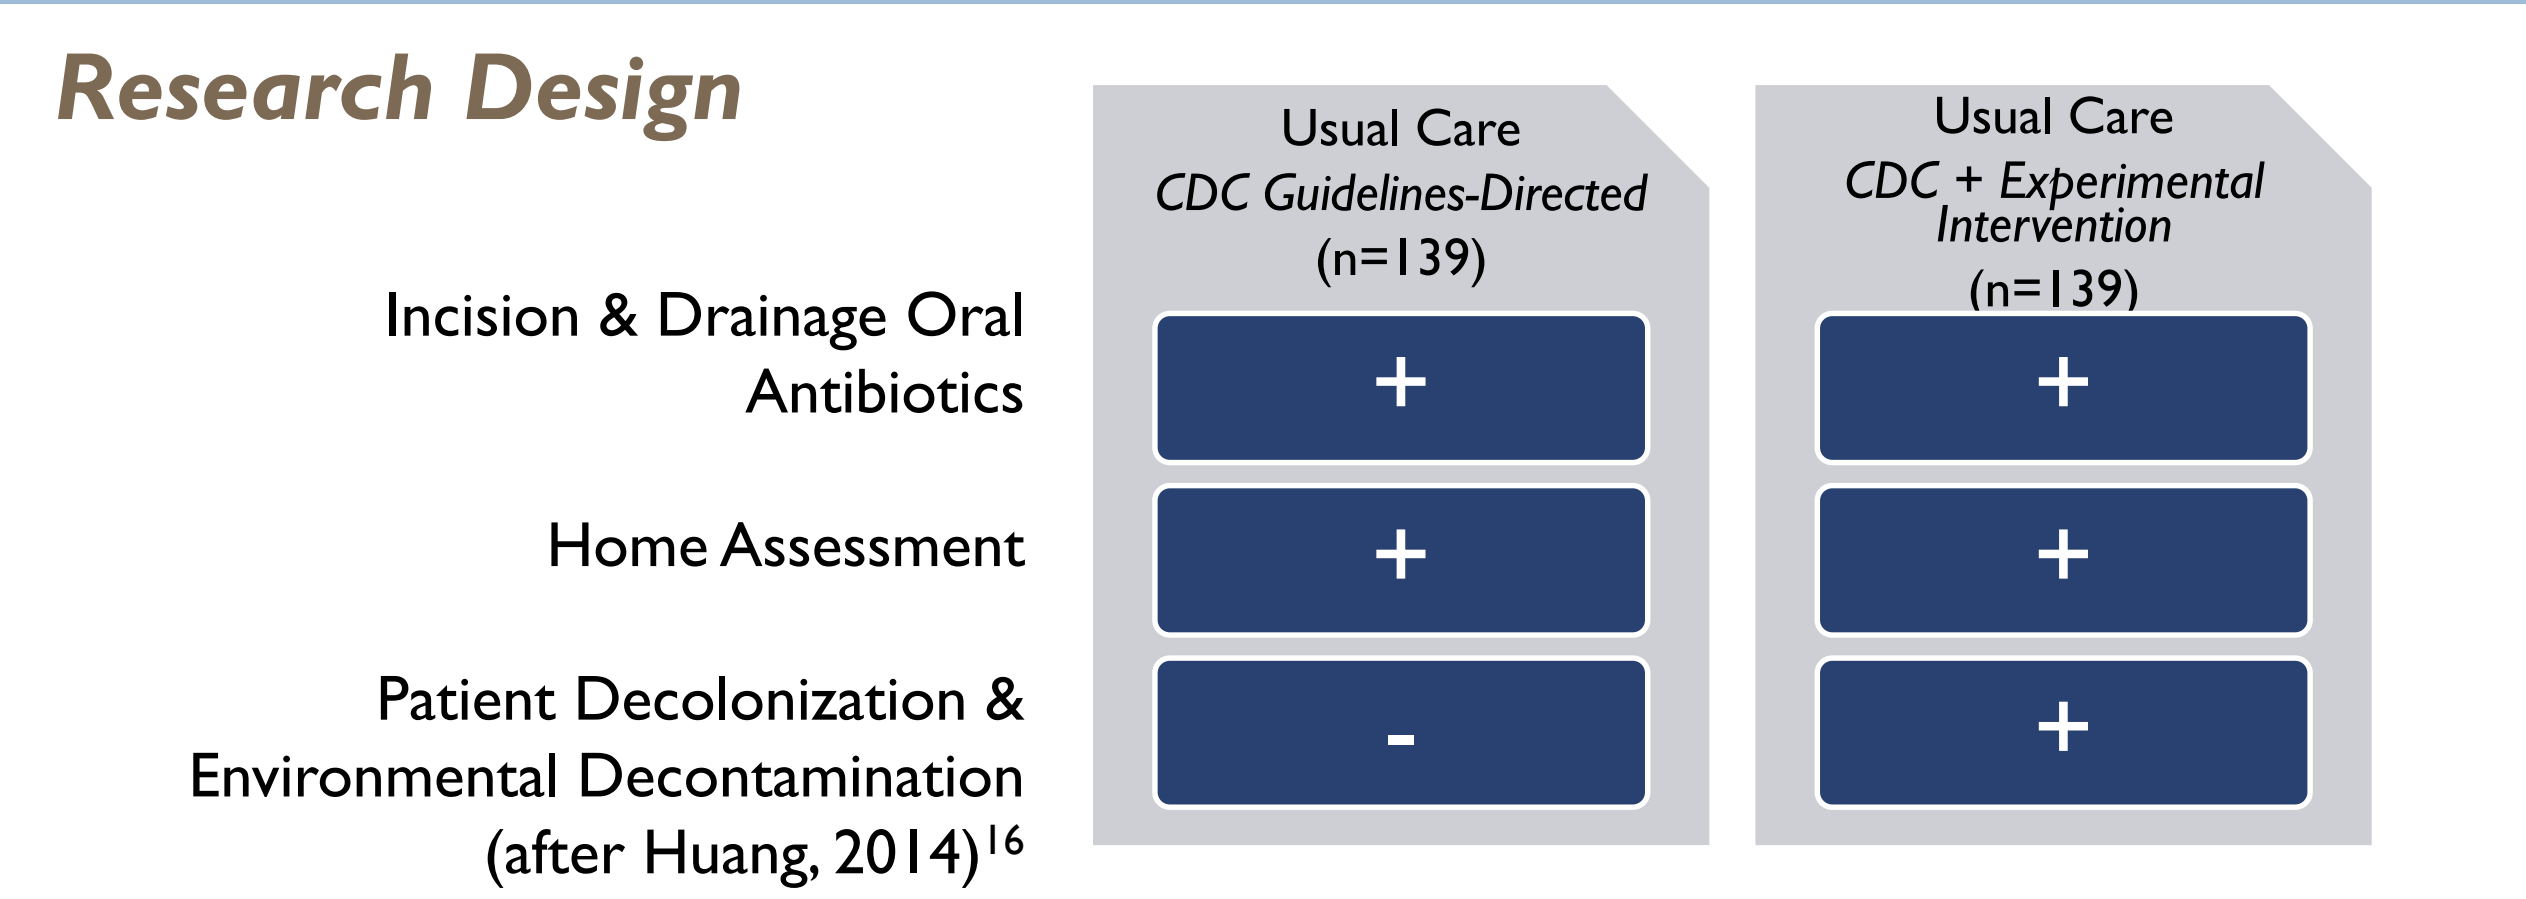 Research Design
Usual Care
CDC Guidelines-Directed
(n=139)
Usual Care
CDC + Experimental
Intervention
(n=139)
Incision & Drainage Oral
Antibiotics
+
+
Home Assessment
+
+
Patient Decolonization &
Environmental Decontamination
(after Huang, 2014)¹⁶
-
+